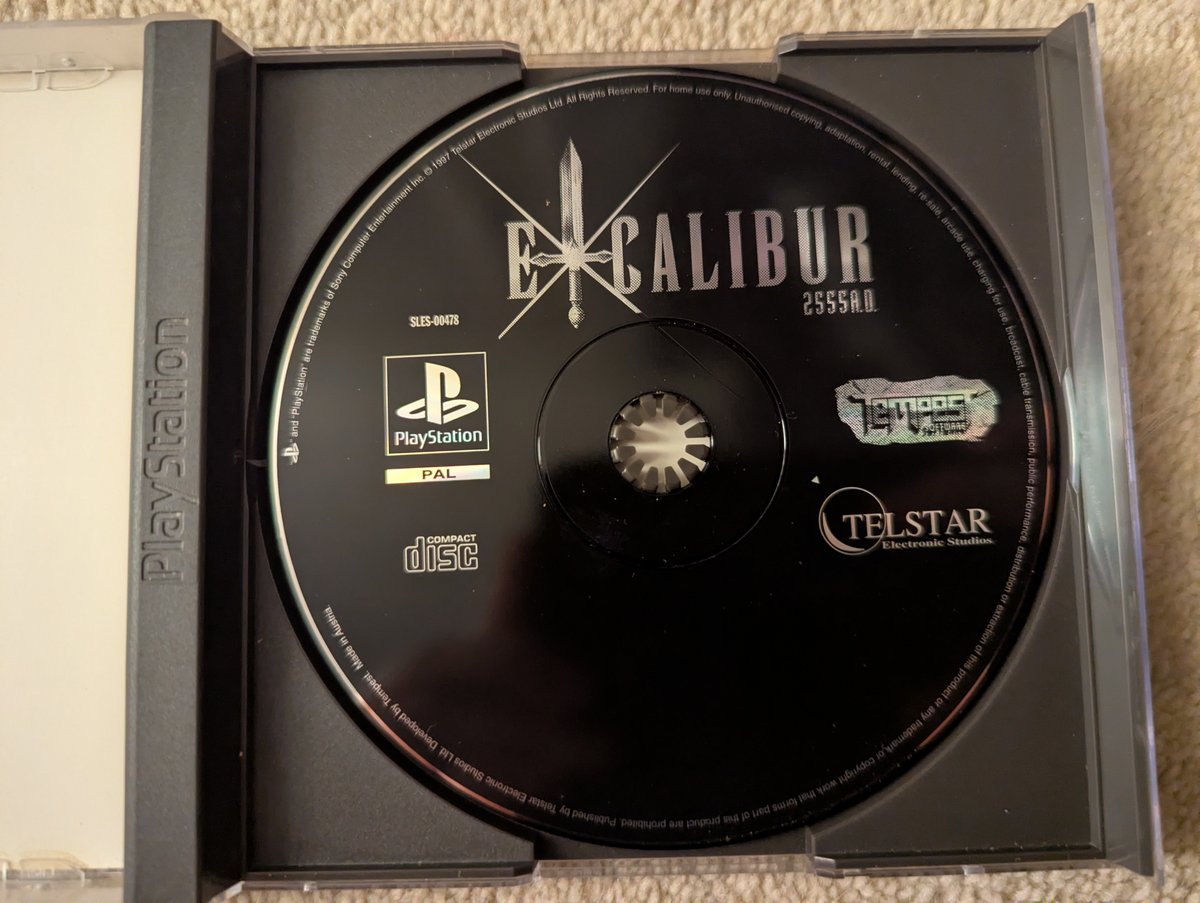 PlayStation
EXCALIBUR
2555A.D.
SLES-00478
PlayStation
PAL
COMPACT
disc
TEMPEST
SOFTWARE
TELSTAR
Electronic Studios.
"PS" and "PlayStation" are trademarks of Sony Computer Entertainment Inc. © 1997 Telstar Electronic Studios Ltd. All Rights Reserved. For home use only. Unauthorised copying, adaptation, rental, lending, re-sale, arcade use, charging for use, broadcast, cable transmission, public performance, distribution or extraction of this product or any trademark or copyright work that forms part of this product are prohibited. Published by Telstar Electronic Studios Ltd. Developed by Tempest. Made in Austria.